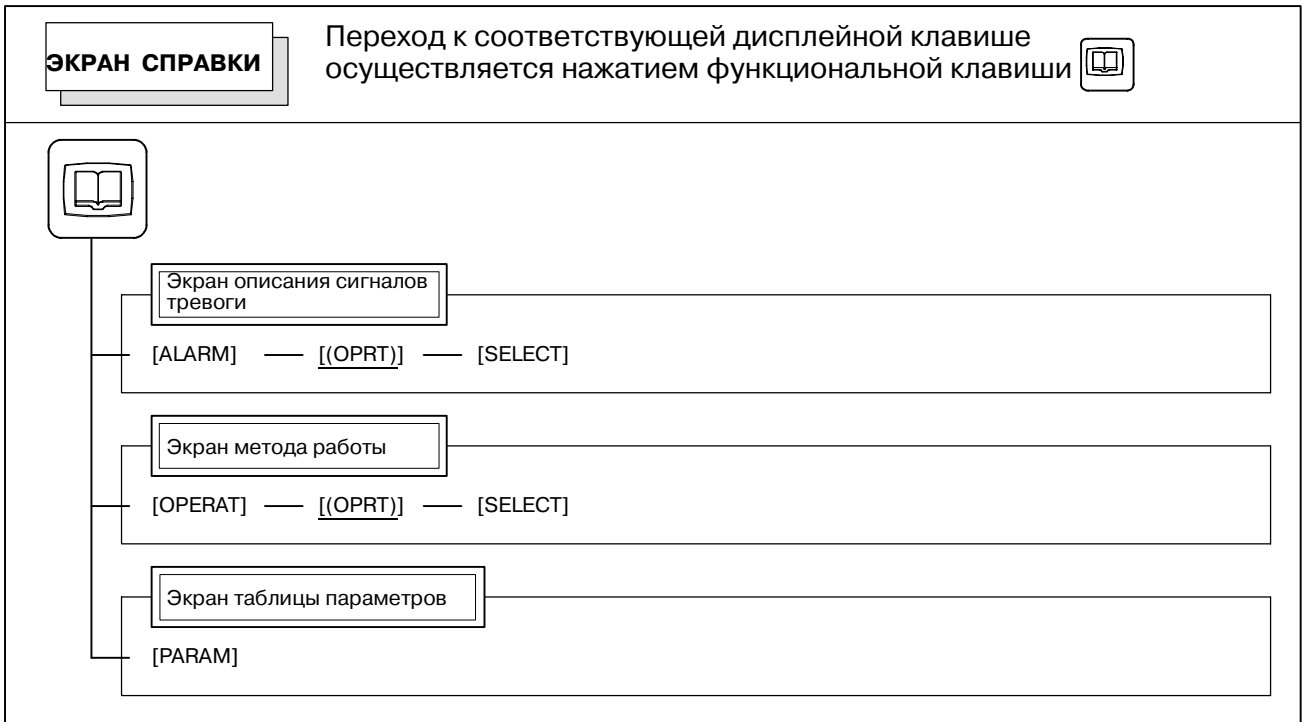 ЭКРАН СПРАВКИ
Переход к соответствующей дисплейной клавише
осуществляется нажатием функциональной клавиши
Экран описания сигналов
тревоги
[ALARM] [(OPRT)] [SELECT]
Экран метода работы
[OPERAT] [(OPRT)] [SELECT]
Экран таблицы параметров
[PARAM]